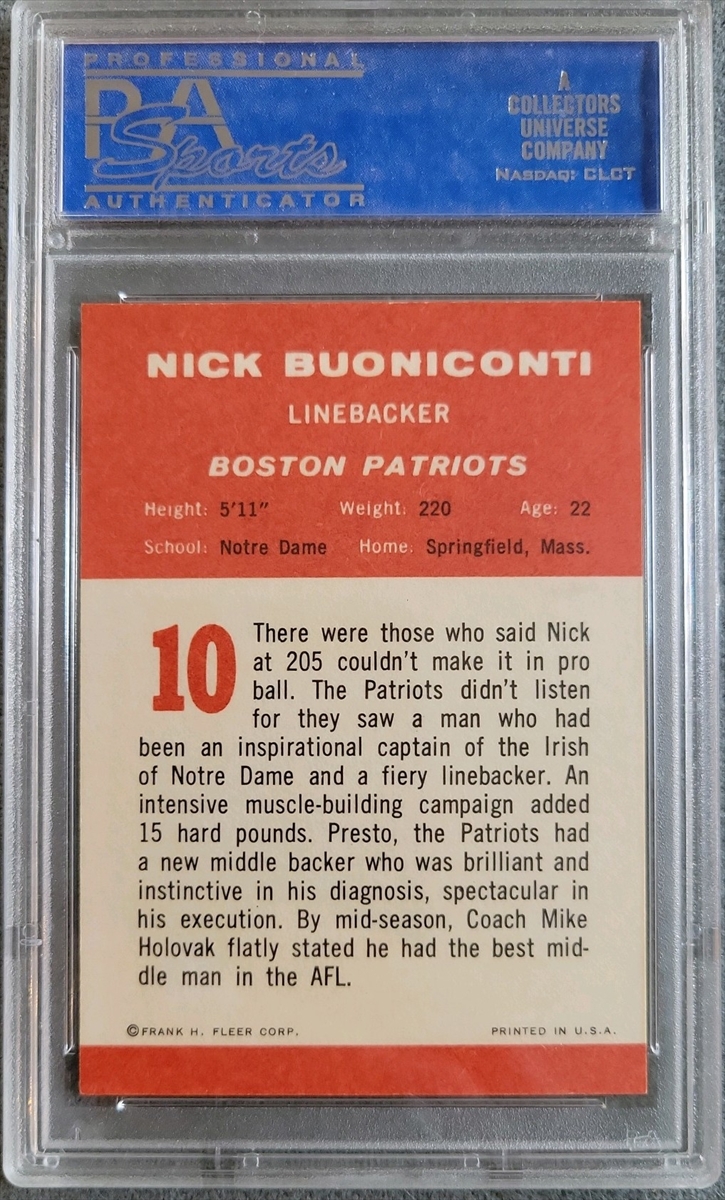 PROFESSIONAL
PSA
Sports
AUTHENTICATOR
A
COLLECTORS
UNIVERSE
COMPANY
NASDAQ: CLCT
NICK BUONICONTI
LINEBACKER
BOSTON PATRIOTS
Height: 5'11" Weight: 220 Age: 22
School: Notre Dame Home: Springfield, Mass.
10 There were those who said Nick
at 205 couldn't make it in pro
ball. The Patriots didn't listen
for they saw a man who had
been an inspirational captain of the Irish
of Notre Dame and a fiery linebacker. An
intensive muscle-building campaign added
15 hard pounds. Presto, the Patriots had
a new middle backer who was brilliant and
instinctive in his diagnosis, spectacular in
his execution. By mid-season, Coach Mike
Holovak flatly stated he had the best mid-
dle man in the AFL.
©FRANK H. FLEER CORP. PRINTED IN U.S.A.